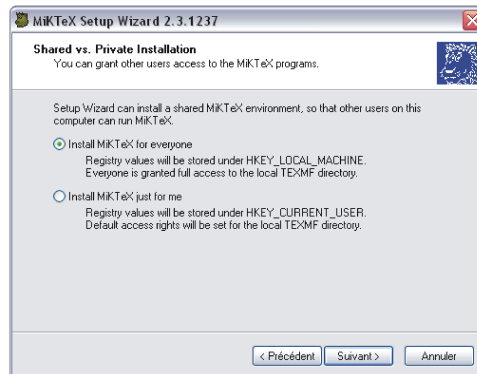 MiKTeX Setup Wizard 2.3.1237
Shared vs. Private Installation
You can grant other users access to the MiKTeX programs.
Setup Wizard can install a shared MiKTeX environment, so that other users on this
computer can run MiKTeX.
Install MiKTeX for everyone
Registry values will be stored under HKEY_LOCAL_MACHINE.
Everyone is granted full access to the local TEXMF directory.
Install MiKTeX just for me
Registry values will be stored under HKEY_CURRENT_USER.
Default access rights will be set for the local TEXMF directory.
< Précédent Suivant > Annuler